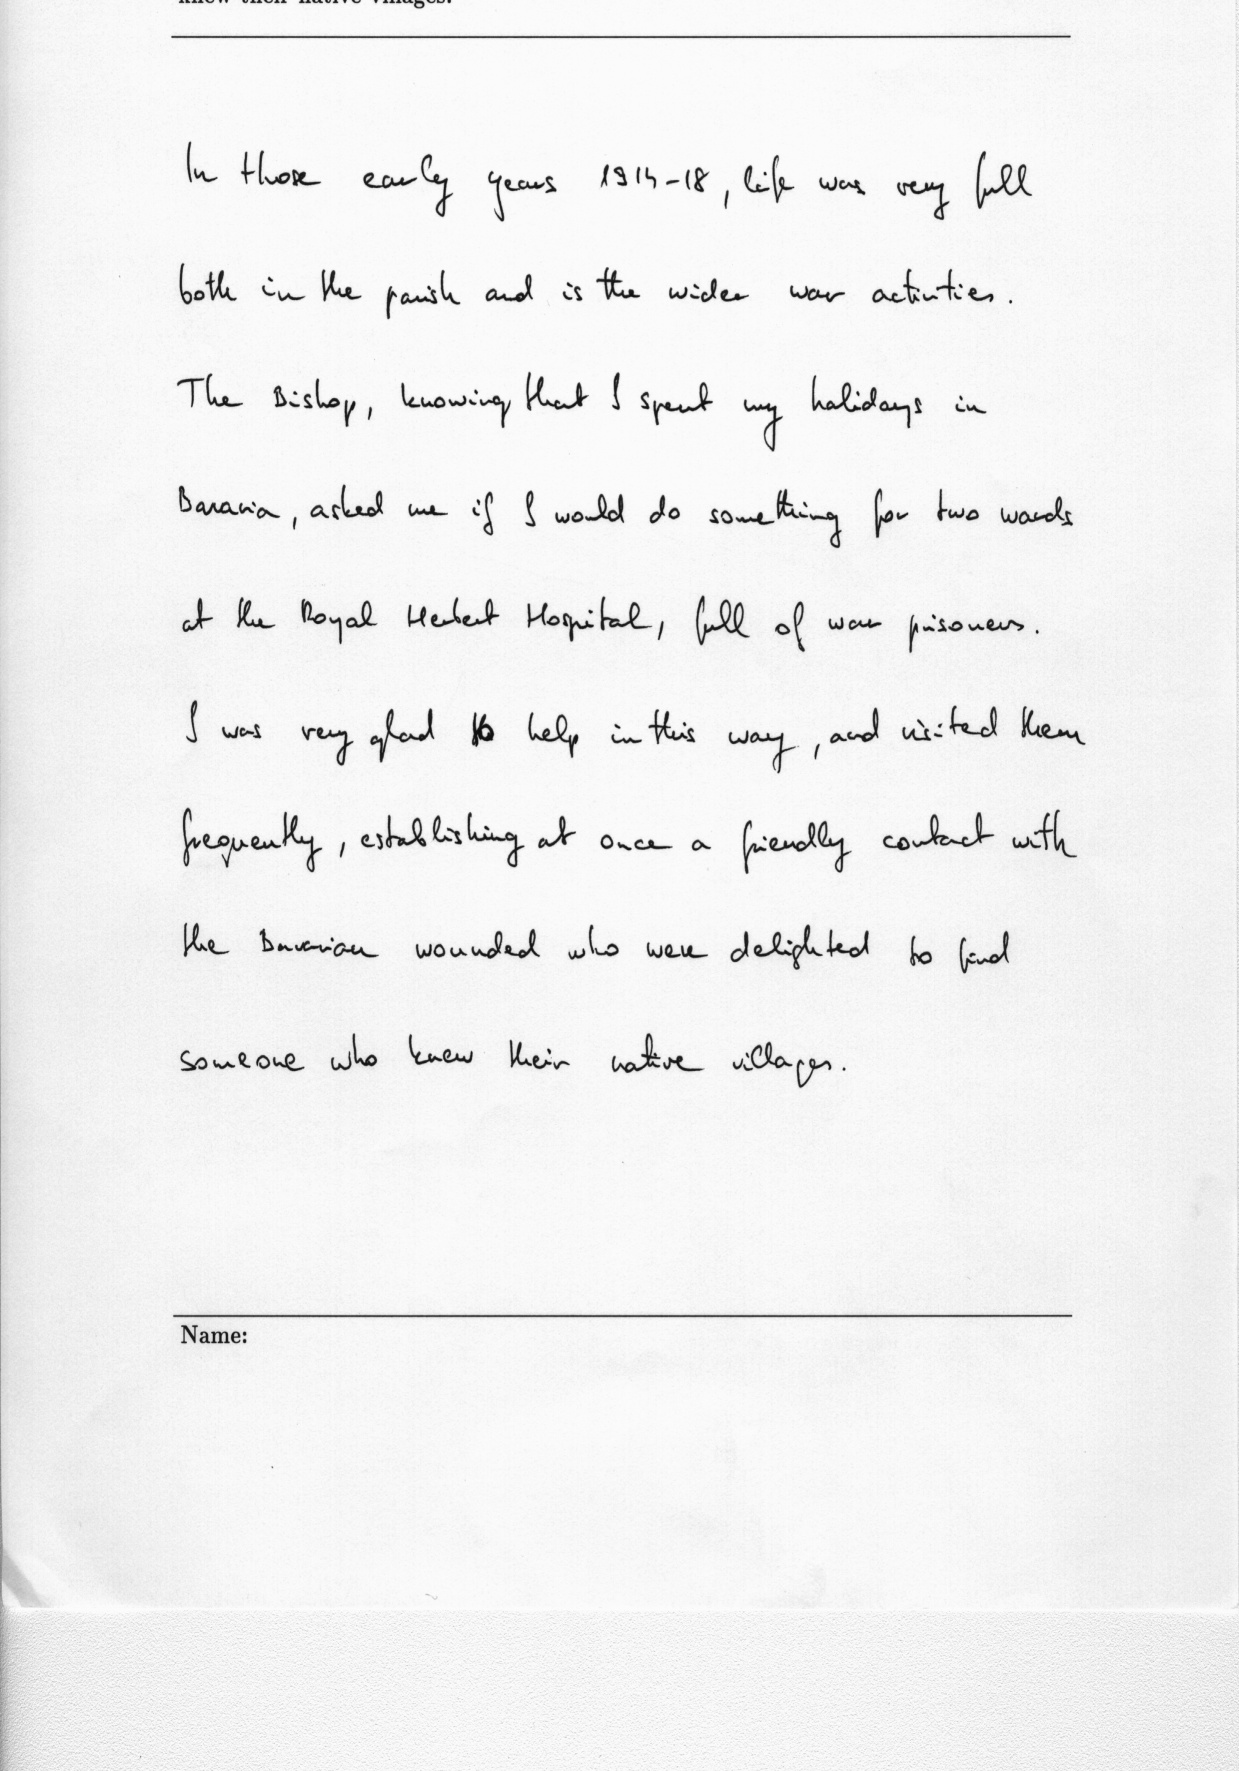 knew their native villages.
In those early years 1914-18, life was very full
both in the parish and is the wider war activities.
The Bishop, knowing that I spent my halidays in
Bavaria, asked me if I would do something for two wards
at the Royal Herbert Hospital, full of war prisoners.
I was very glad to help in this way, and visited them
frequently, establishing at once a friendly contact with
the Bavarian wounded who were delighted to find
someone who knew their native villages.
Name: